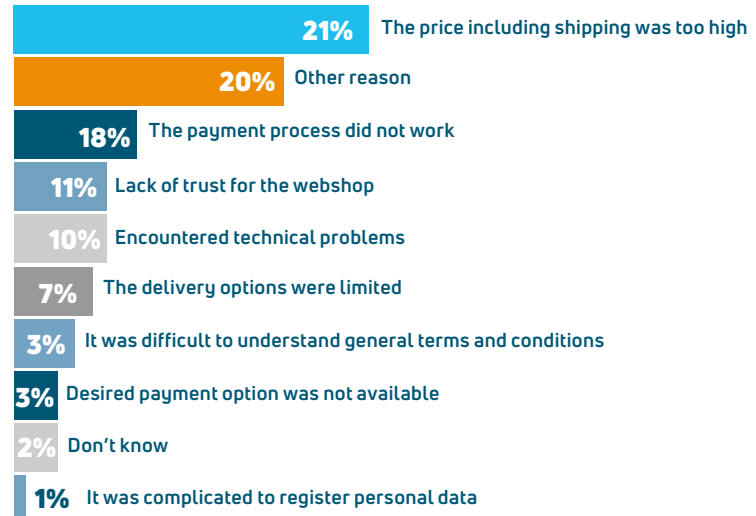 21% The price including shipping was too high
20% Other reason
18% The payment process did not work
11% Lack of trust for the webshop
10% Encountered technical problems
7% The delivery options were limited
3% It was difficult to understand general terms and conditions
3% Desired payment option was not available
2% Don’t know
1% It was complicated to register personal data